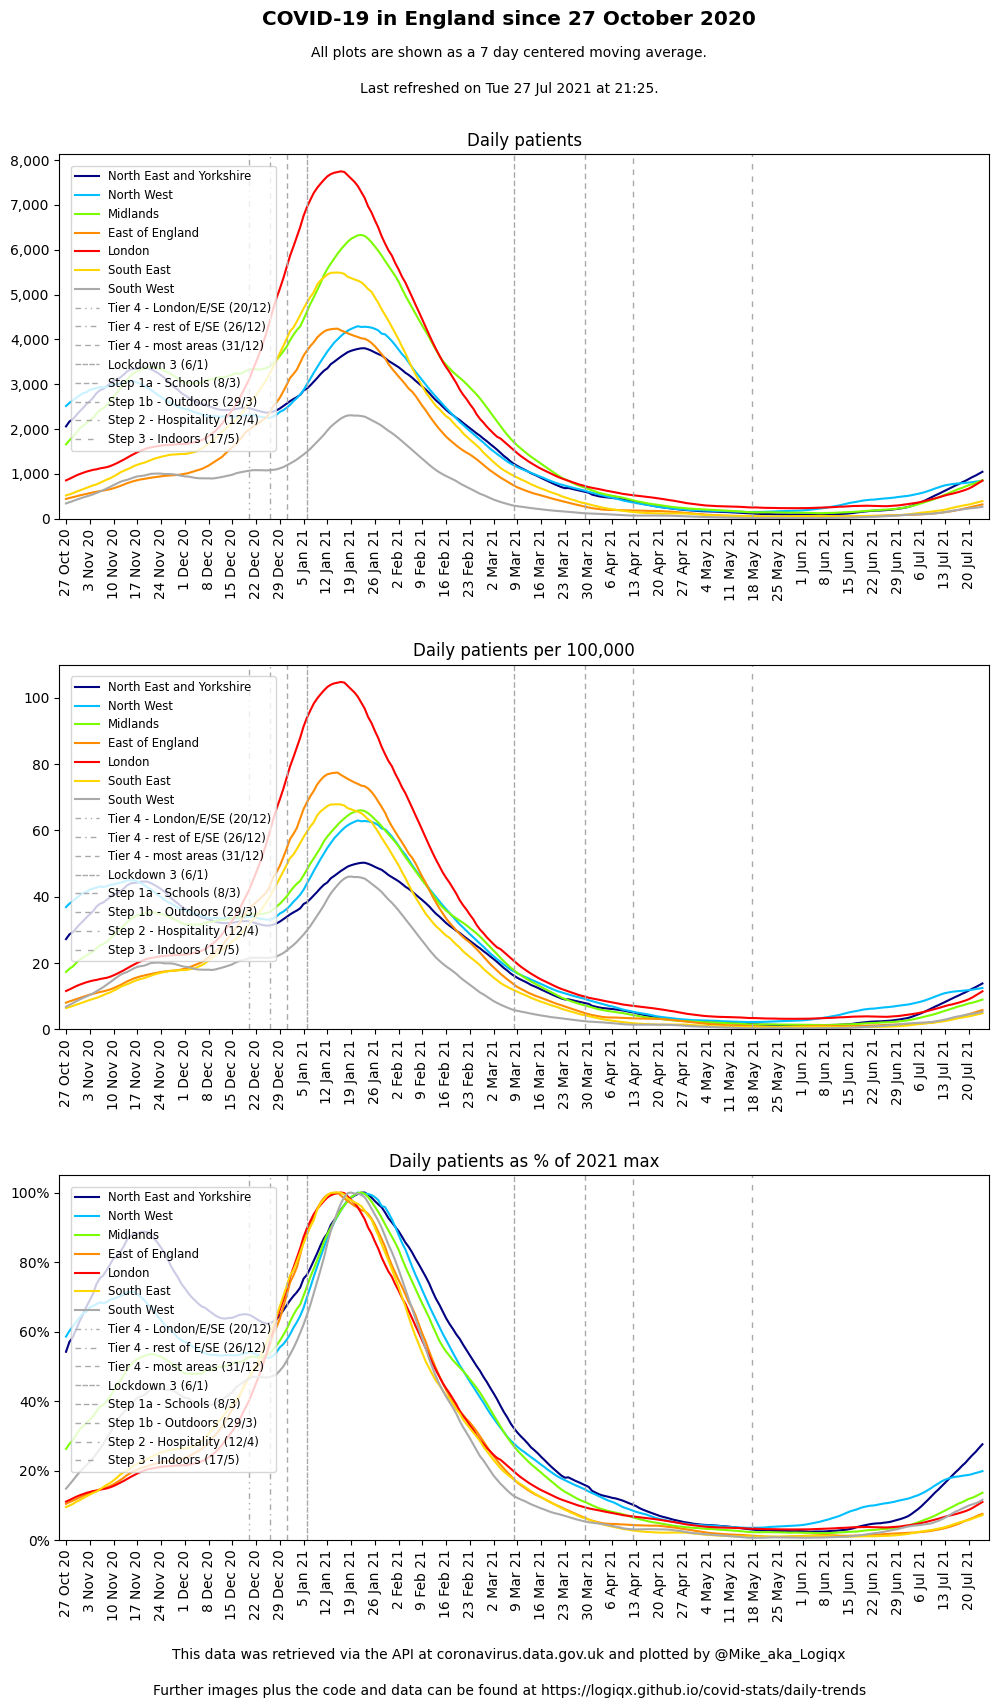 COVID-19 in England since 27 October 2020
All plots are shown as a 7 day centered moving average.
Last refreshed on Tue 27 Jul 2021 at 21:25.
Daily patients
8,000
7,000
6,000
5,000
4,000
3,000
2,000
1,000
0
North East and Yorkshire
North West
Midlands
East of England
London
South East
South West
Tier 4 - London/E/SE (20/12)
Tier 4 - rest of E/SE (26/12)
Tier 4 - most areas (31/12)
Lockdown 3 (6/1)
Step 1a - Schools (8/3)
Step 1b - Outdoors (29/3)
Step 2 - Hospitality (12/4)
Step 3 - Indoors (17/5)
27 Oct 20
3 Nov 20
10 Nov 20
17 Nov 20
24 Nov 20
1 Dec 20
8 Dec 20
15 Dec 20
22 Dec 20
29 Dec 20
5 Jan 21
12 Jan 21
19 Jan 21
26 Jan 21
2 Feb 21
9 Feb 21
16 Feb 21
23 Feb 21
2 Mar 21
9 Mar 21
16 Mar 21
23 Mar 21
30 Mar 21
6 Apr 21
13 Apr 21
20 Apr 21
27 Apr 21
4 May 21
11 May 21
18 May 21
25 May 21
1 Jun 21
8 Jun 21
15 Jun 21
22 Jun 21
29 Jun 21
6 Jul 21
13 Jul 21
20 Jul 21
Daily patients per 100,000
100
80
60
40
20
0
North East and Yorkshire
North West
Midlands
East of England
London
South East
South West
Tier 4 - London/E/SE (20/12)
Tier 4 - rest of E/SE (26/12)
Tier 4 - most areas (31/12)
Lockdown 3 (6/1)
Step 1a - Schools (8/3)
Step 1b - Outdoors (29/3)
Step 2 - Hospitality (12/4)
Step 3 - Indoors (17/5)
27 Oct 20
3 Nov 20
10 Nov 20
17 Nov 20
24 Nov 20
1 Dec 20
8 Dec 20
15 Dec 20
22 Dec 20
29 Dec 20
5 Jan 21
12 Jan 21
19 Jan 21
26 Jan 21
2 Feb 21
9 Feb 21
16 Feb 21
23 Feb 21
2 Mar 21
9 Mar 21
16 Mar 21
23 Mar 21
30 Mar 21
6 Apr 21
13 Apr 21
20 Apr 21
27 Apr 21
4 May 21
11 May 21
18 May 21
25 May 21
1 Jun 21
8 Jun 21
15 Jun 21
22 Jun 21
29 Jun 21
6 Jul 21
13 Jul 21
20 Jul 21
Daily patients as % of 2021 max
100%
80%
60%
40%
20%
0%
North East and Yorkshire
North West
Midlands
East of England
London
South East
South West
Tier 4 - London/E/SE (20/12)
Tier 4 - rest of E/SE (26/12)
Tier 4 - most areas (31/12)
Lockdown 3 (6/1)
Step 1a - Schools (8/3)
Step 1b - Outdoors (29/3)
Step 2 - Hospitality (12/4)
Step 3 - Indoors (17/5)
27 Oct 20
3 Nov 20
10 Nov 20
17 Nov 20
24 Nov 20
1 Dec 20
8 Dec 20
15 Dec 20
22 Dec 20
29 Dec 20
5 Jan 21
12 Jan 21
19 Jan 21
26 Jan 21
2 Feb 21
9 Feb 21
16 Feb 21
23 Feb 21
2 Mar 21
9 Mar 21
16 Mar 21
23 Mar 21
30 Mar 21
6 Apr 21
13 Apr 21
20 Apr 21
27 Apr 21
4 May 21
11 May 21
18 May 21
25 May 21
1 Jun 21
8 Jun 21
15 Jun 21
22 Jun 21
29 Jun 21
6 Jul 21
13 Jul 21
20 Jul 21
This data was retrieved via the API at coronavirus.data.gov.uk and plotted by @Mike_aka_Logiqx
Further images plus the code and data can be found at https://logiqx.github.io/covid-stats/daily-trends